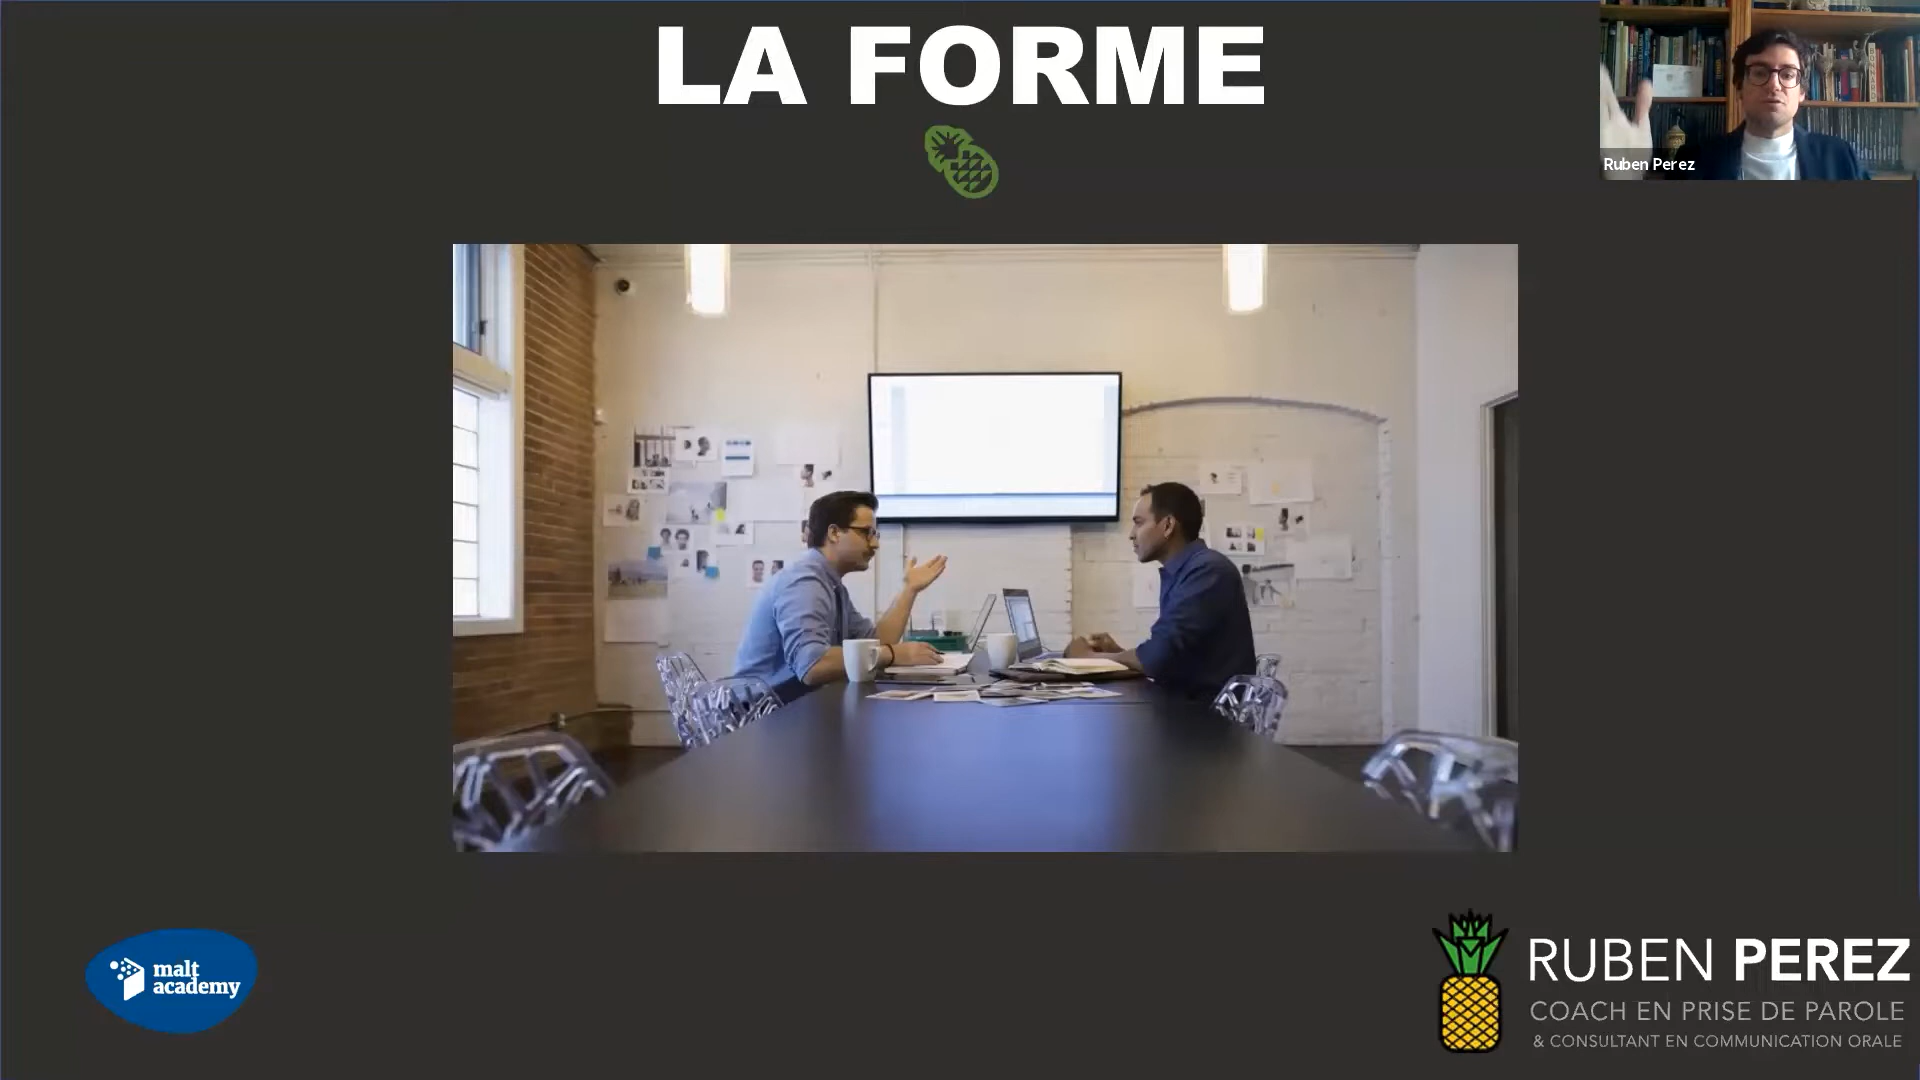 LA FORME
Ruben Perez
malt
academy
RUBEN PEREZ
COACH EN PRISE DE PAROLE
& CONSULTANT EN COMMUNICATION ORALE